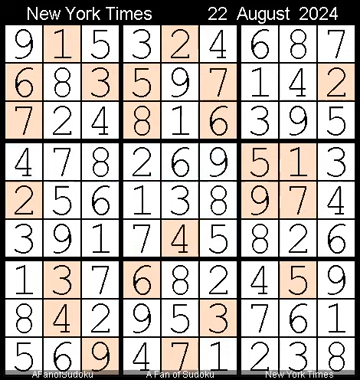 New York Times 22 August 2024
9 1 5 3 2 4 6 8 7
6 8 3 5 9 7 1 4 2
7 2 4 8 1 6 3 9 5
4 7 8 2 6 9 5 1 3
2 5 6 1 3 8 9 7 4
3 9 1 7 4 5 8 2 6
1 3 7 6 8 2 4 5 9
8 4 2 9 5 3 7 6 1
5 6 9 4 7 1 2 3 8
AFanofSudoku A Fan of Sudoku New York Times